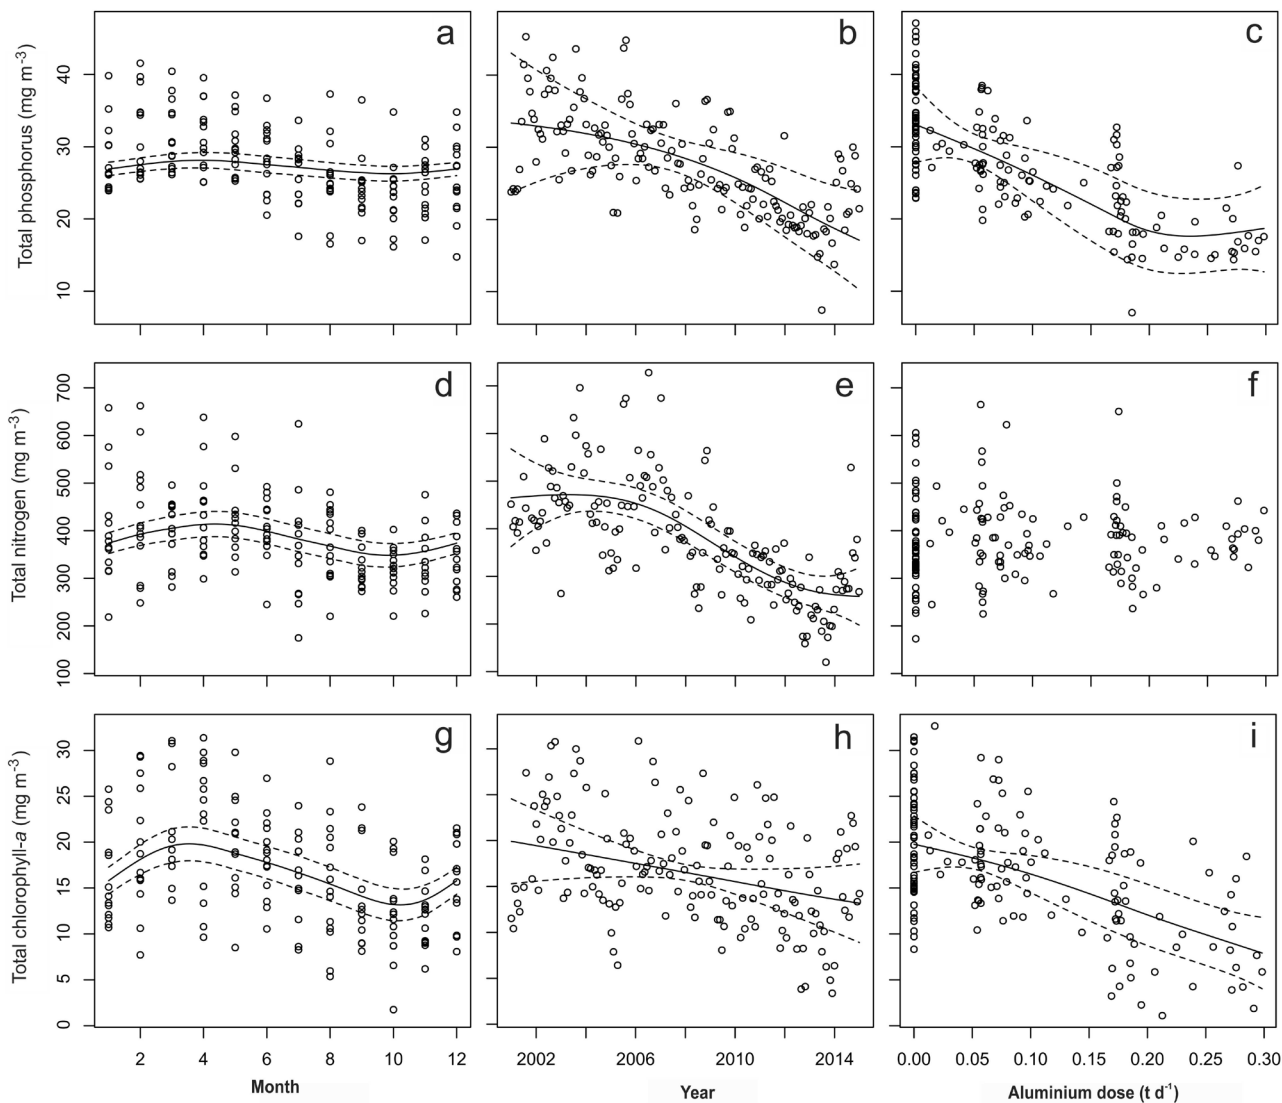 a
b
c
Total phosphorus (mg m-3)
40
30
20
10
d
e
f
Total nitrogen (mg m-3)
700
600
500
400
300
200
100
g
h
i
Total chlorophyll-a (mg m-3)
30
25
20
15
10
5
0
2 4 6 8 10 12
2002 2006 2010 2014
0.00 0.05 0.10 0.15 0.20 0.25 0.30
Month
Year
Aluminium dose (t d-1)